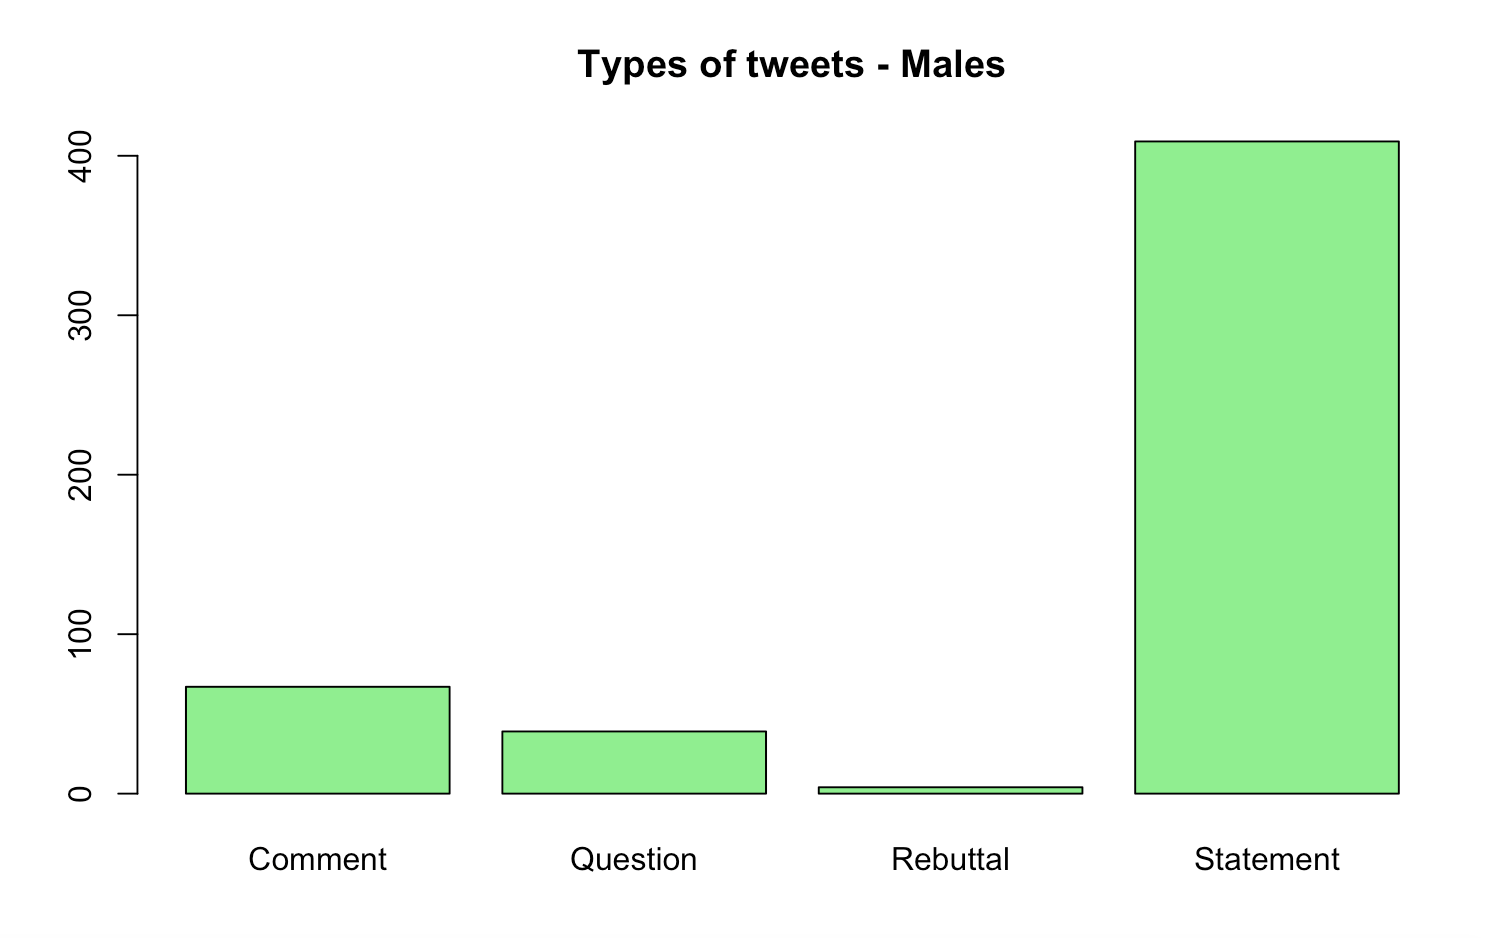 Types of tweets - Males
400
300
200
100
0
Comment Question Rebuttal Statement